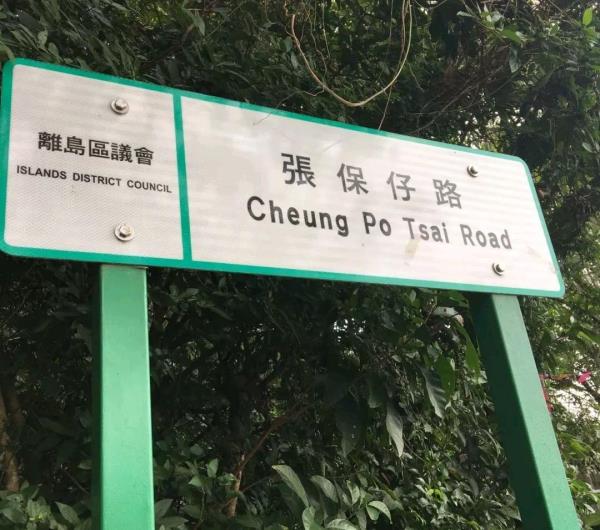 離島區議會
ISLANDS DISTRICT COUNCIL
張保仔路
Cheung Po Tsai Road